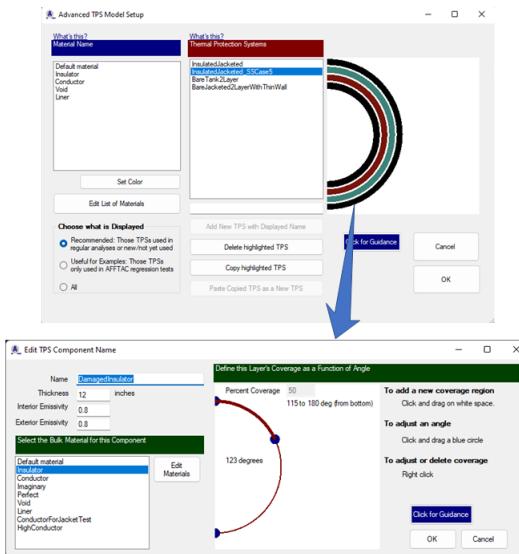 Advanced TPS Model Setup
What's this?
Material Name
Default material
Insulator
Conductor
Void
Liner
Set Color
Edit List of Materials
Choose what is Displayed
Recommended: Those TPSs used in
regular analyses or new/not yet used
Useful for Examples: Those TPSs
only used in AFFTAC regression tests
All
What's this?
Thermal Protection Systems
InsulatedJacketed
InsulatedJacketed_SSCase5
BareTank2Layer
BareJacketed2LayerWithThinWall
Add New TPS with Displayed Name
Delete highlighted TPS
Copy highlighted TPS
Paste Copied TPS as a New TPS
Click for Guidance
Cancel
OK
Edit TPS Component Name
Name DamagedInsulator
Thickness 12 inches
Interior Emissivity 0.8
Exterior Emissivity 0.8
Select the Bulk Material for this Component
Default material
Insulator
Conductor
Imaginary
Perfect
Void
Liner
ConductorForJacketTest
HighConductor
Edit
Materials
Define this Layer's Coverage as a Function of Angle
Percent Coverage 50
115 to 180 deg (from bottom)
123 degrees
To add a new coverage region
Click and drag on white space.
To adjust an angle
Click and drag a blue circle
To adjust or delete coverage
Right click
Click for Guidance
OK
Cancel